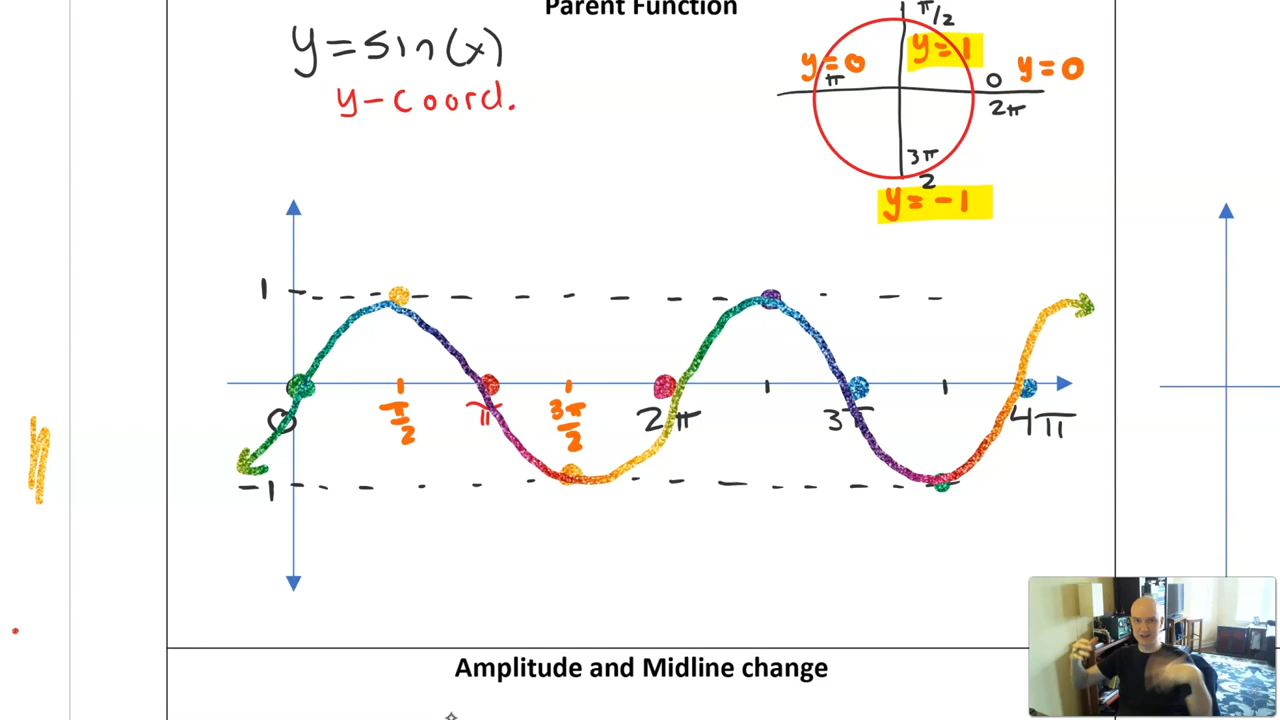 Parent Function
y=sin(x)
y-coord.
π/2
y=1
y=0
π
0
y=0
2π
3π
2
y=-1
1
0
π
2
π
3π
2
2π
3π
4π
-1
Amplitude and Midline change